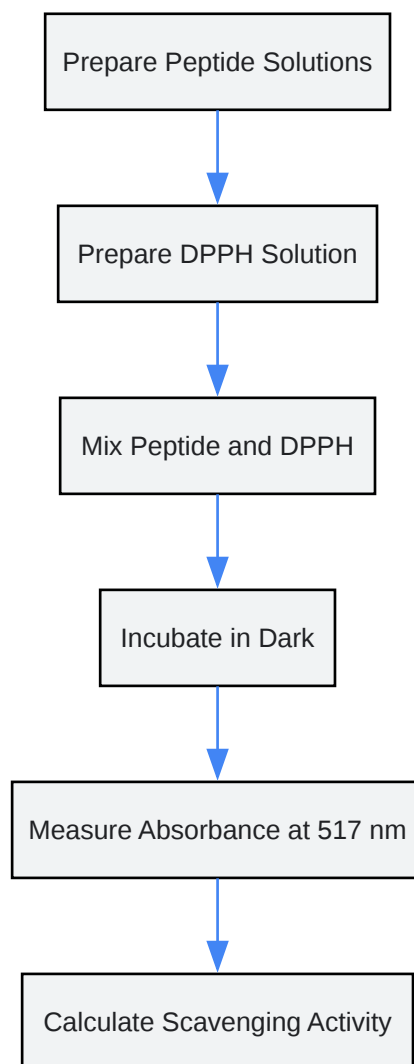 Prepare Peptide Solutions
Prepare DPPH Solution
Mix Peptide and DPPH
Incubate in Dark
Measure Absorbance at 517 nm
Calculate Scavenging Activity